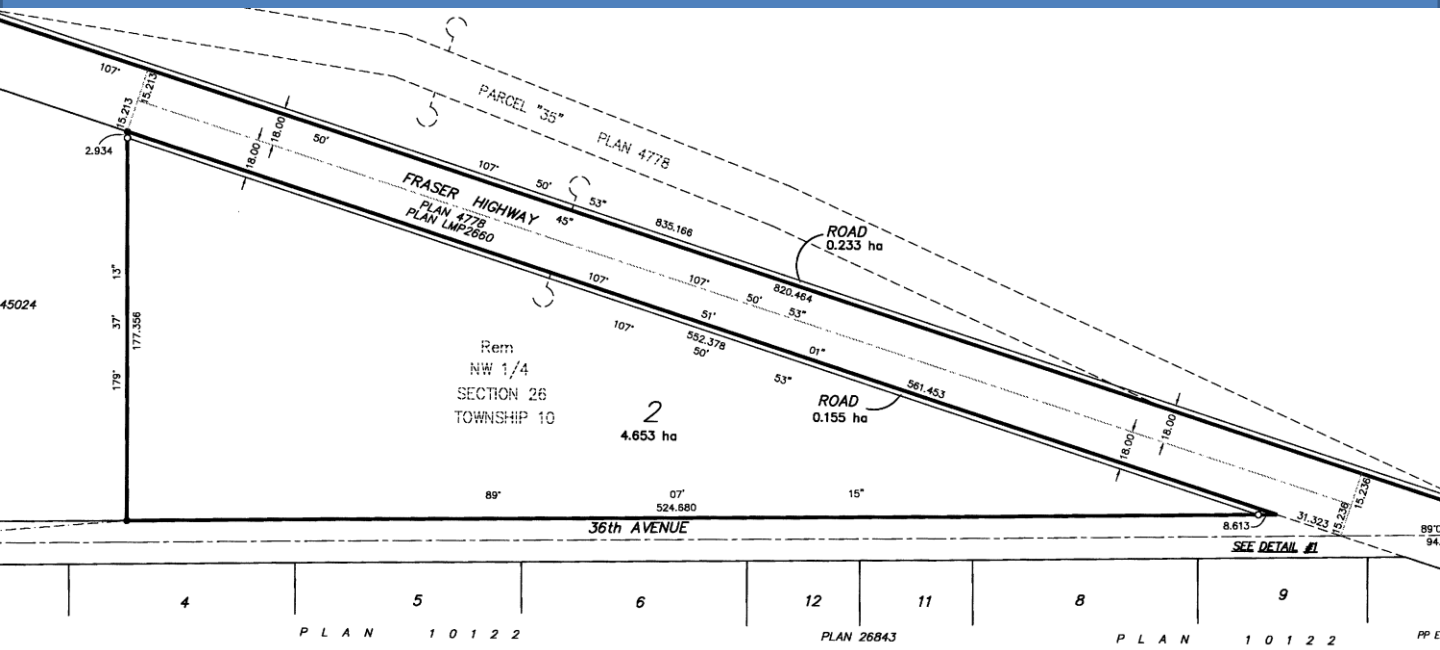 107'
15.213
15.213
2.934
18.00
18.00
50'
PARCEL "35" PLAN 4778
107'
50'
53"
FRASER HIGHWAY
45"
PLAN 4778
PLAN LMP2660
835.166
ROAD
0.233 ha
107'
107'
820.464
50'
53"
51'
107'
552.378
50'
01"
53"
561.453
13"
37'
179°
177.356
45024
Rem
NW 1/4
SECTION 26
TOWNSHIP 10
2
4.653 ha
ROAD
0.155 ha
18.00
18.00
15.236
15.236
31.323
89° 07' 15"
524.680
36th AVENUE
8.613
SEE DETAIL #1
4 5 6 12 11 8 9
PLAN 10122
PLAN 26843
PLAN 10122